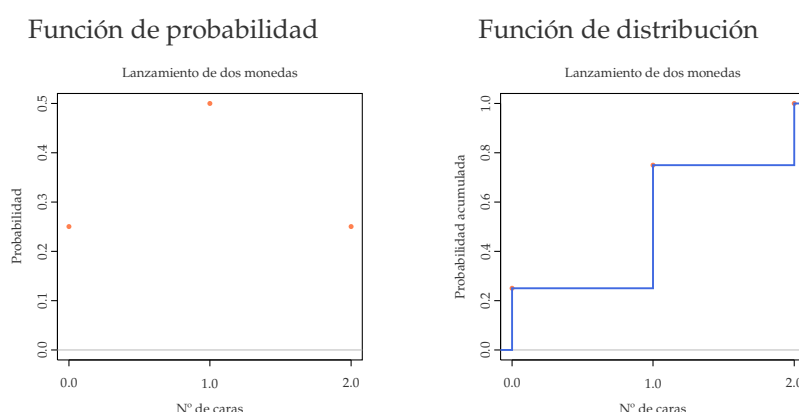 Función de probabilidad
Lanzamiento de dos monedas
Probabilidad
0.5
0.4
0.3
0.2
0.1
0.0
0.0 1.0 2.0
Nº de caras
Función de distribución
Lanzamiento de dos monedas
Probabilidad acumulada
1.0
0.8
0.6
0.4
0.2
0.0
0.0 1.0 2.0
Nº de caras